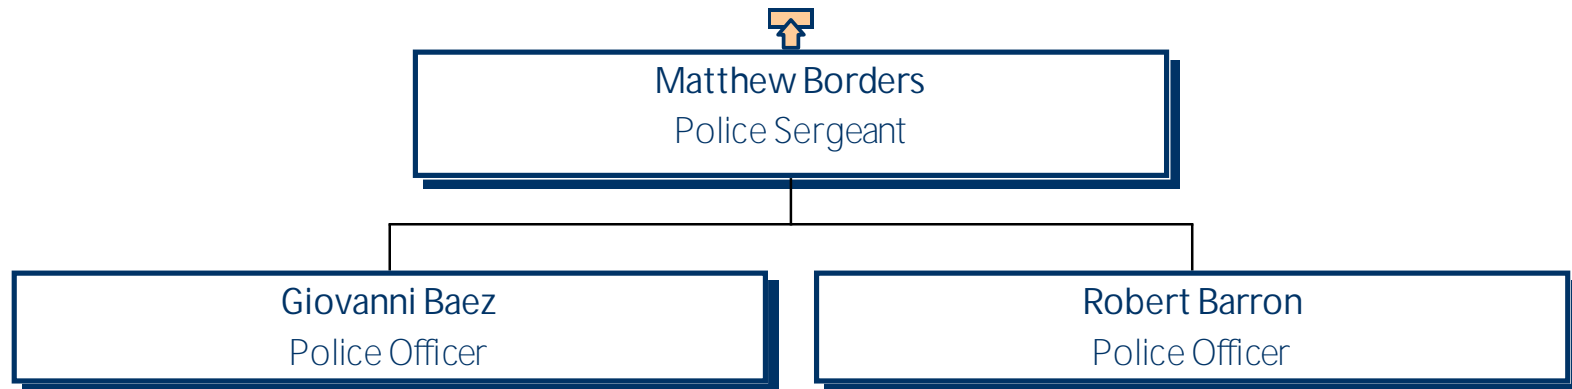 Matthew Borders
Police Sergeant
Giovanni Baez
Police Officer
Robert Barron
Police Officer